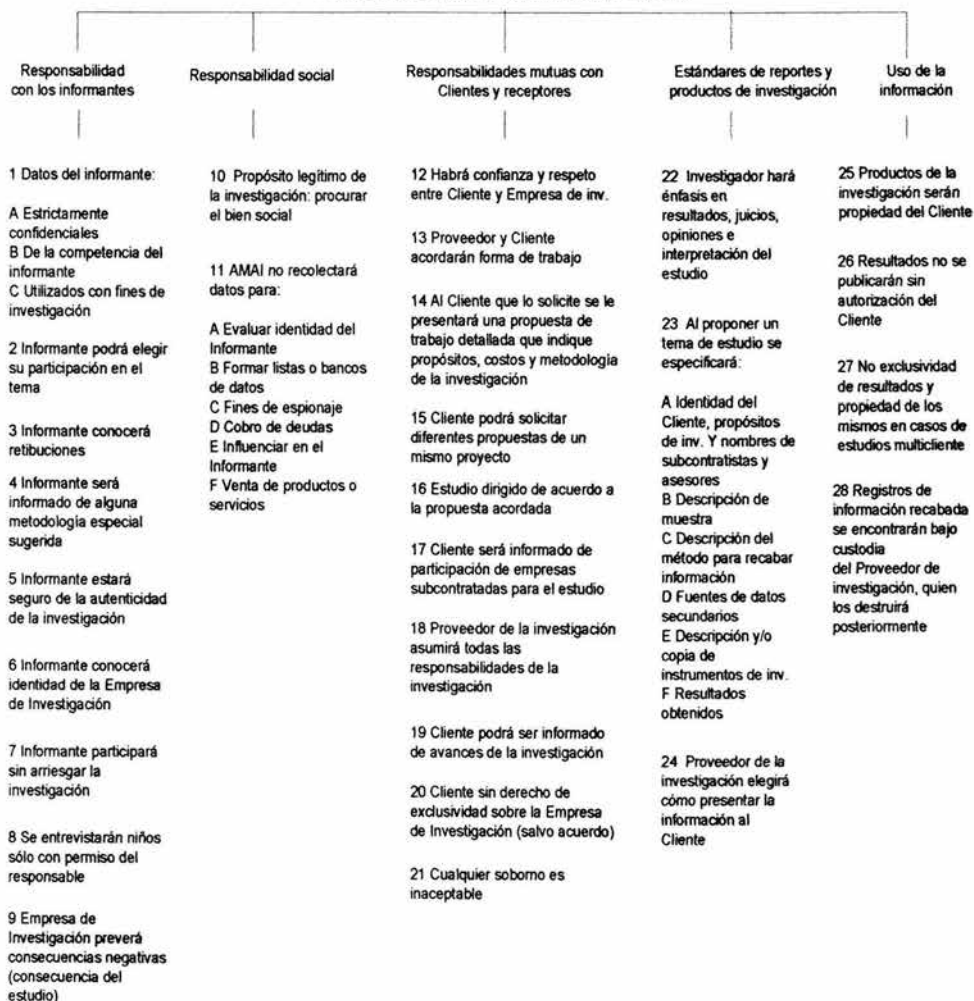 Responsabilidad
con los informantes
1 Datos del informante:
A Estrictamente
confidenciales
B De la competencia del
informante
C Utilizados con fines de
investigación
2 Informante podrá elegir
su participación en el
tema
3 Informante conocerá
retibuciones
4 Informante será
informado de alguna
metodología especial
sugerida
5 Informante estará
seguro de la autenticidad
de la investigación
6 Informante conocerá
identidad de la Empresa
de Investigación
7 Informante participará
sin arriesgar la
investigación
8 Se entrevistarán niños
sólo con permiso del
responsable
9 Empresa de
Investigación preverá
consecuencias negativas
(consecuencia del
estudio)
Responsabilidad social
10 Propósito legítimo de
la investigación: procurar
el bien social
11 AMAI no recolectará
datos para:
A Evaluar identidad del
Informante
B Formar listas o bancos
de datos
C Fines de espionaje
D Cobro de deudas
E Influenciar en el
Informante
F Venta de productos o
servicios
Responsabilidades mutuas con
Clientes y receptores
12 Habrá confianza y respeto
entre Cliente y Empresa de inv.
13 Proveedor y Cliente
acordarán forma de trabajo
14 Al Cliente que lo solicite se le
presentará una propuesta de
trabajo detallada que indique
propósitos, costos y metodología
de la investigación
15 Cliente podrá solicitar
diferentes propuestas de un
mismo proyecto
16 Estudio dirigido de acuerdo a
la propuesta acordada
17 Cliente será informado de
participación de empresas
subcontratadas para el estudio
18 Proveedor de la investigación
asumirá todas las
responsabilidades de la
investigación
19 Cliente podrá ser informado
de avances de la investigación
20 Cliente sin derecho de
exclusividad sobre la Empresa
de Investigación (salvo acuerdo)
21 Cualquier soborno es
inaceptable
Estándares de reportes y
productos de investigación
22 Investigador hará
énfasis en
resultados, juicios,
opiniones e
interpretación del
estudio
23 Al proponer un
tema de estudio se
especificará:
A Identidad del
Cliente, propósitos
de inv. Y nombres de
subcontratistas y
asesores
B Descripción de
muestra
C Descripción del
método para recabar
información
D Fuentes de datos
secundarios
E Descripción y/o
copia de
instrumentos de inv.
F Resultados
obtenidos
24 Proveedor de la
investigación elegirá
cómo presentar la
información al
Cliente
Uso de la
información
25 Productos de la
investigación serán
propiedad del Cliente
26 Resultados no se
publicarán sin
autorización del
Cliente
27 No exclusividad
de resultados y
propiedad de los
mismos en casos de
estudios multicliente
28 Registros de
información recabada
se encontrarán bajo
custodia
del Proveedor de
investigación, quien
los destruirá
posteriormente